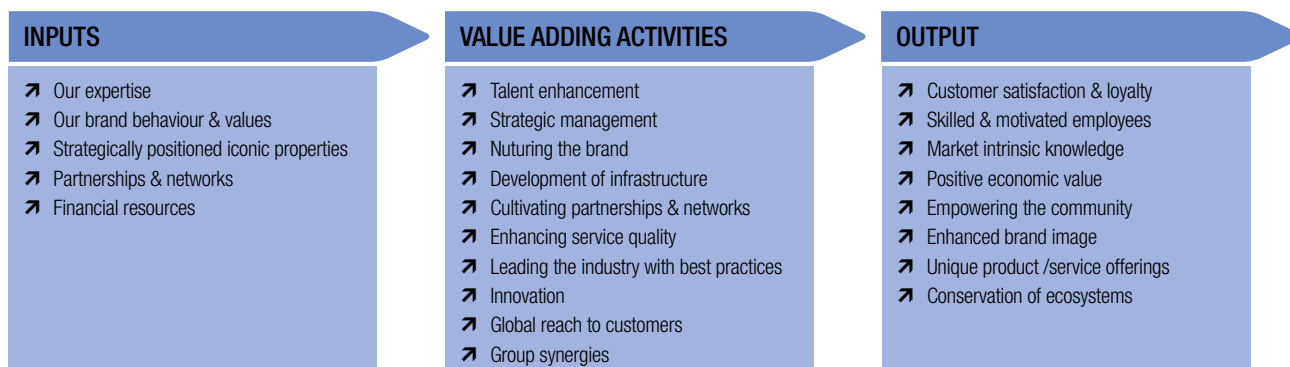 INPUTS
Our expertise
Our brand behaviour & values
Strategically positioned iconic properties
Partnerships & networks
Financial resources
VALUE ADDING ACTIVITIES
Talent enhancement
Strategic management
Nuturing the brand
Development of infrastructure
Cultivating partnerships & networks
Enhancing service quality
Leading the industry with best practices
Innovation
Global reach to customers
Group synergies
OUTPUT
Customer satisfaction & loyalty
Skilled & motivated employees
Market intrinsic knowledge
Positive economic value
Empowering the community
Enhanced brand image
Unique product /service offerings
Conservation of ecosystems